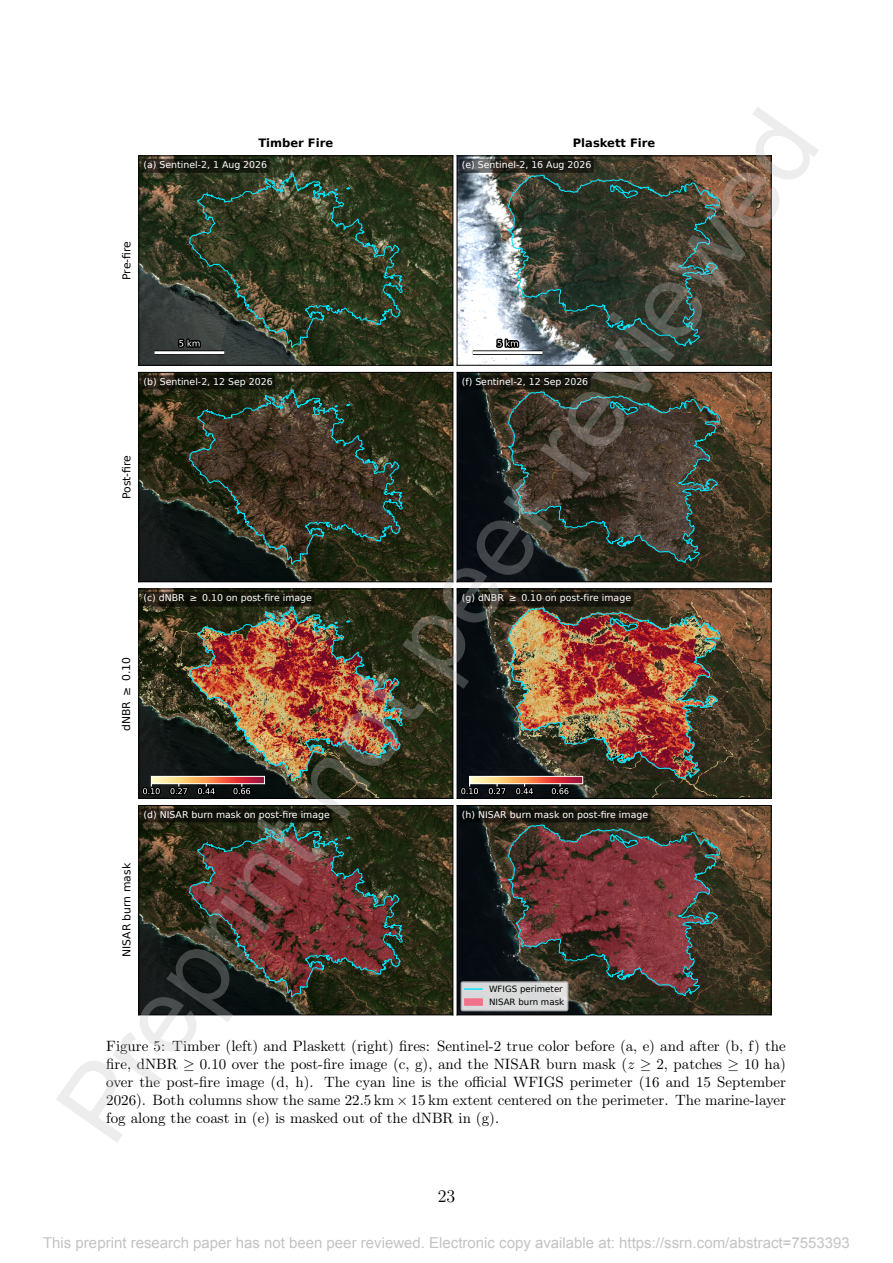 Timber Fire
Plaskett Fire
(a) Sentinel-2, 1 Aug 2026
(e) Sentinel-2, 16 Aug 2026
Pre-fire
5 km
5 km
(b) Sentinel-2, 12 Sep 2026
(f) Sentinel-2, 12 Sep 2026
Post-fire
(c) dNBR ≥ 0.10 on post-fire image
(g) dNBR ≥ 0.10 on post-fire image
dNBR ≥ 0.10
0.10 0.27 0.44 0.66
0.10 0.27 0.44 0.66
(d) NISAR burn mask on post-fire image
(h) NISAR burn mask on post-fire image
NISAR burn mask
WFIGS perimeter
NISAR burn mask
Figure 5: Timber (left) and Plaskett (right) fires: Sentinel-2 true color before (a, e) and after (b, f) the
fire, dNBR ≥ 0.10 over the post-fire image (c, g), and the NISAR burn mask (z ≥ 2, patches ≥ 10 ha)
over the post-fire image (d, h). The cyan line is the official WFIGS perimeter (16 and 15 September
2026). Both columns show the same 22.5 km × 15 km extent centered on the perimeter. The marine-layer
fog along the coast in (e) is masked out of the dNBR in (g).
23
This preprint research paper has not been peer reviewed. Electronic copy available at: https://ssrn.com/abstract=7553393
Preprint not peer reviewed